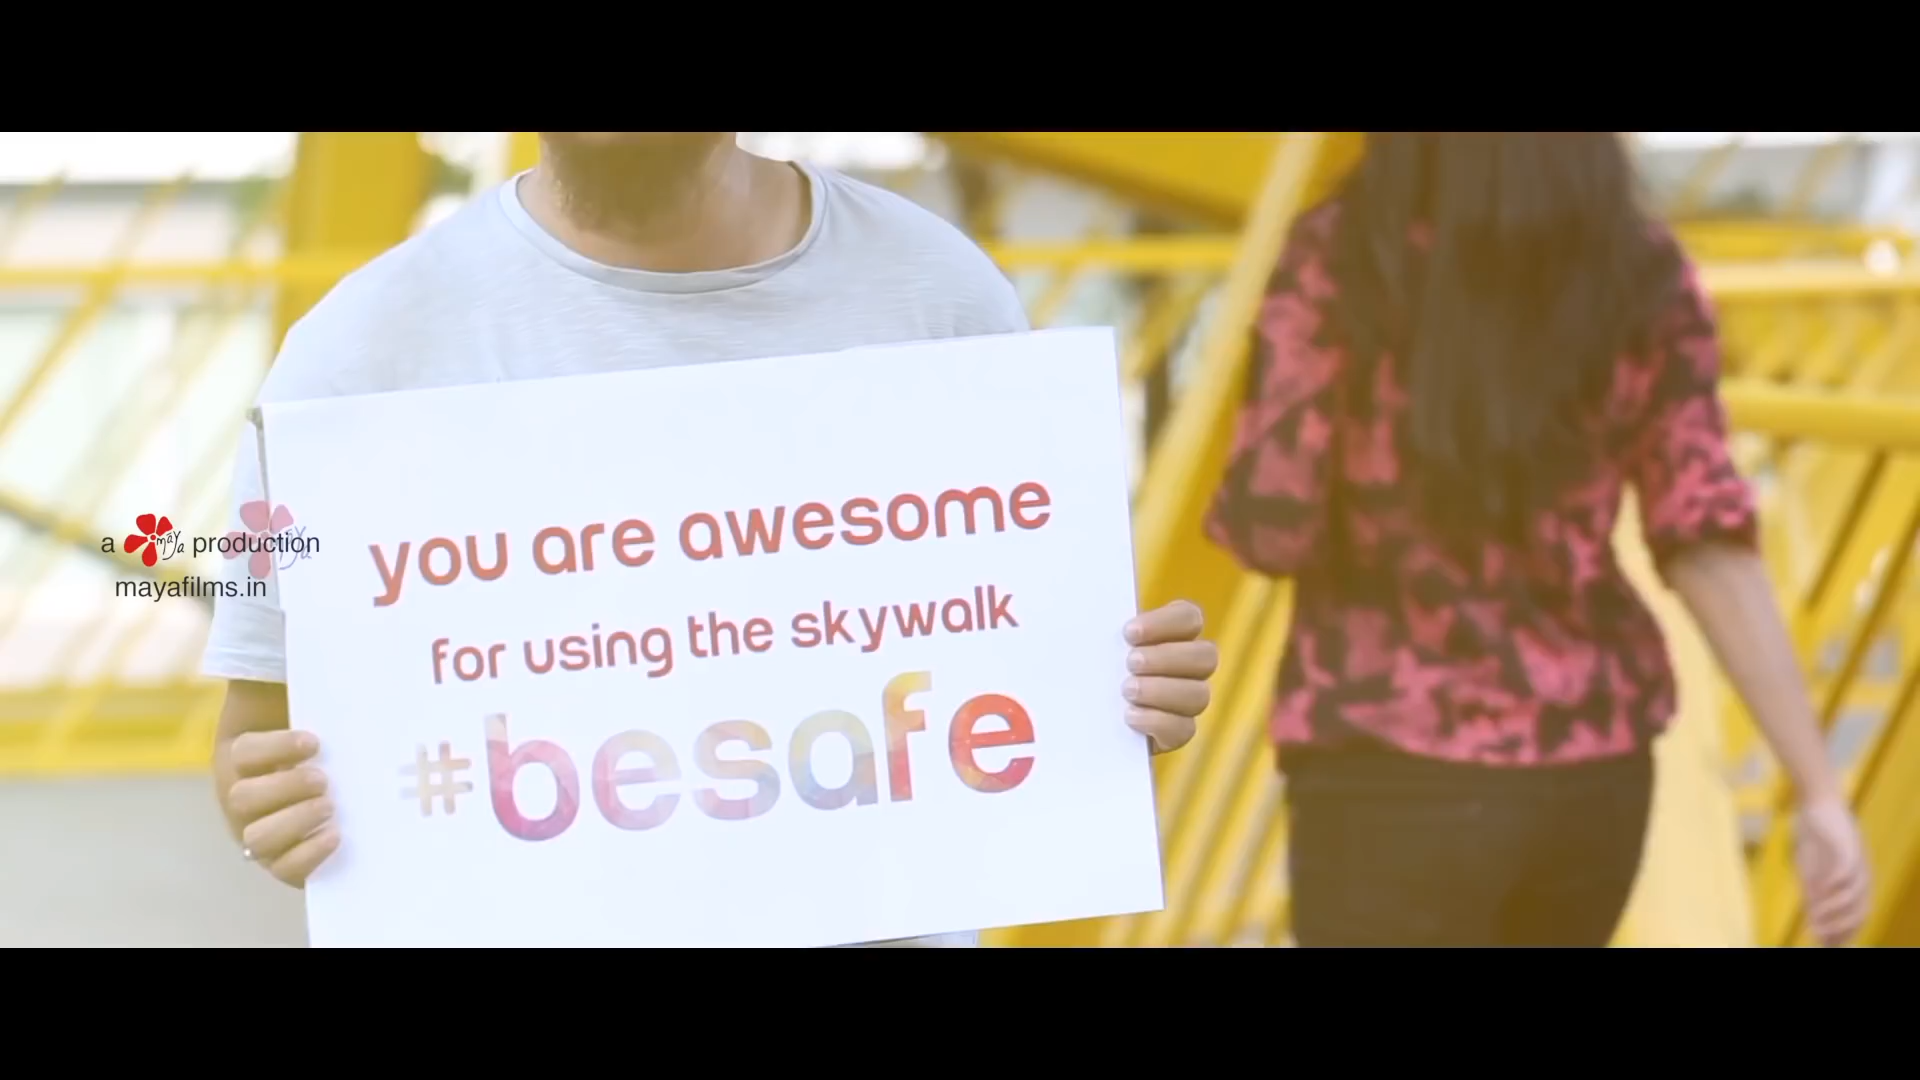 you are awesome
for using the skywalk
#besafe
a maya production
mayafilms.in